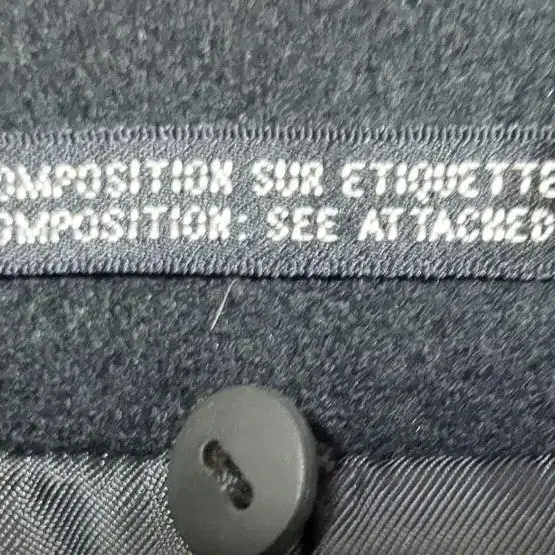 OMPOSITION SUR ETIQUETTE
OMPOSITION: SEE ATTACHED